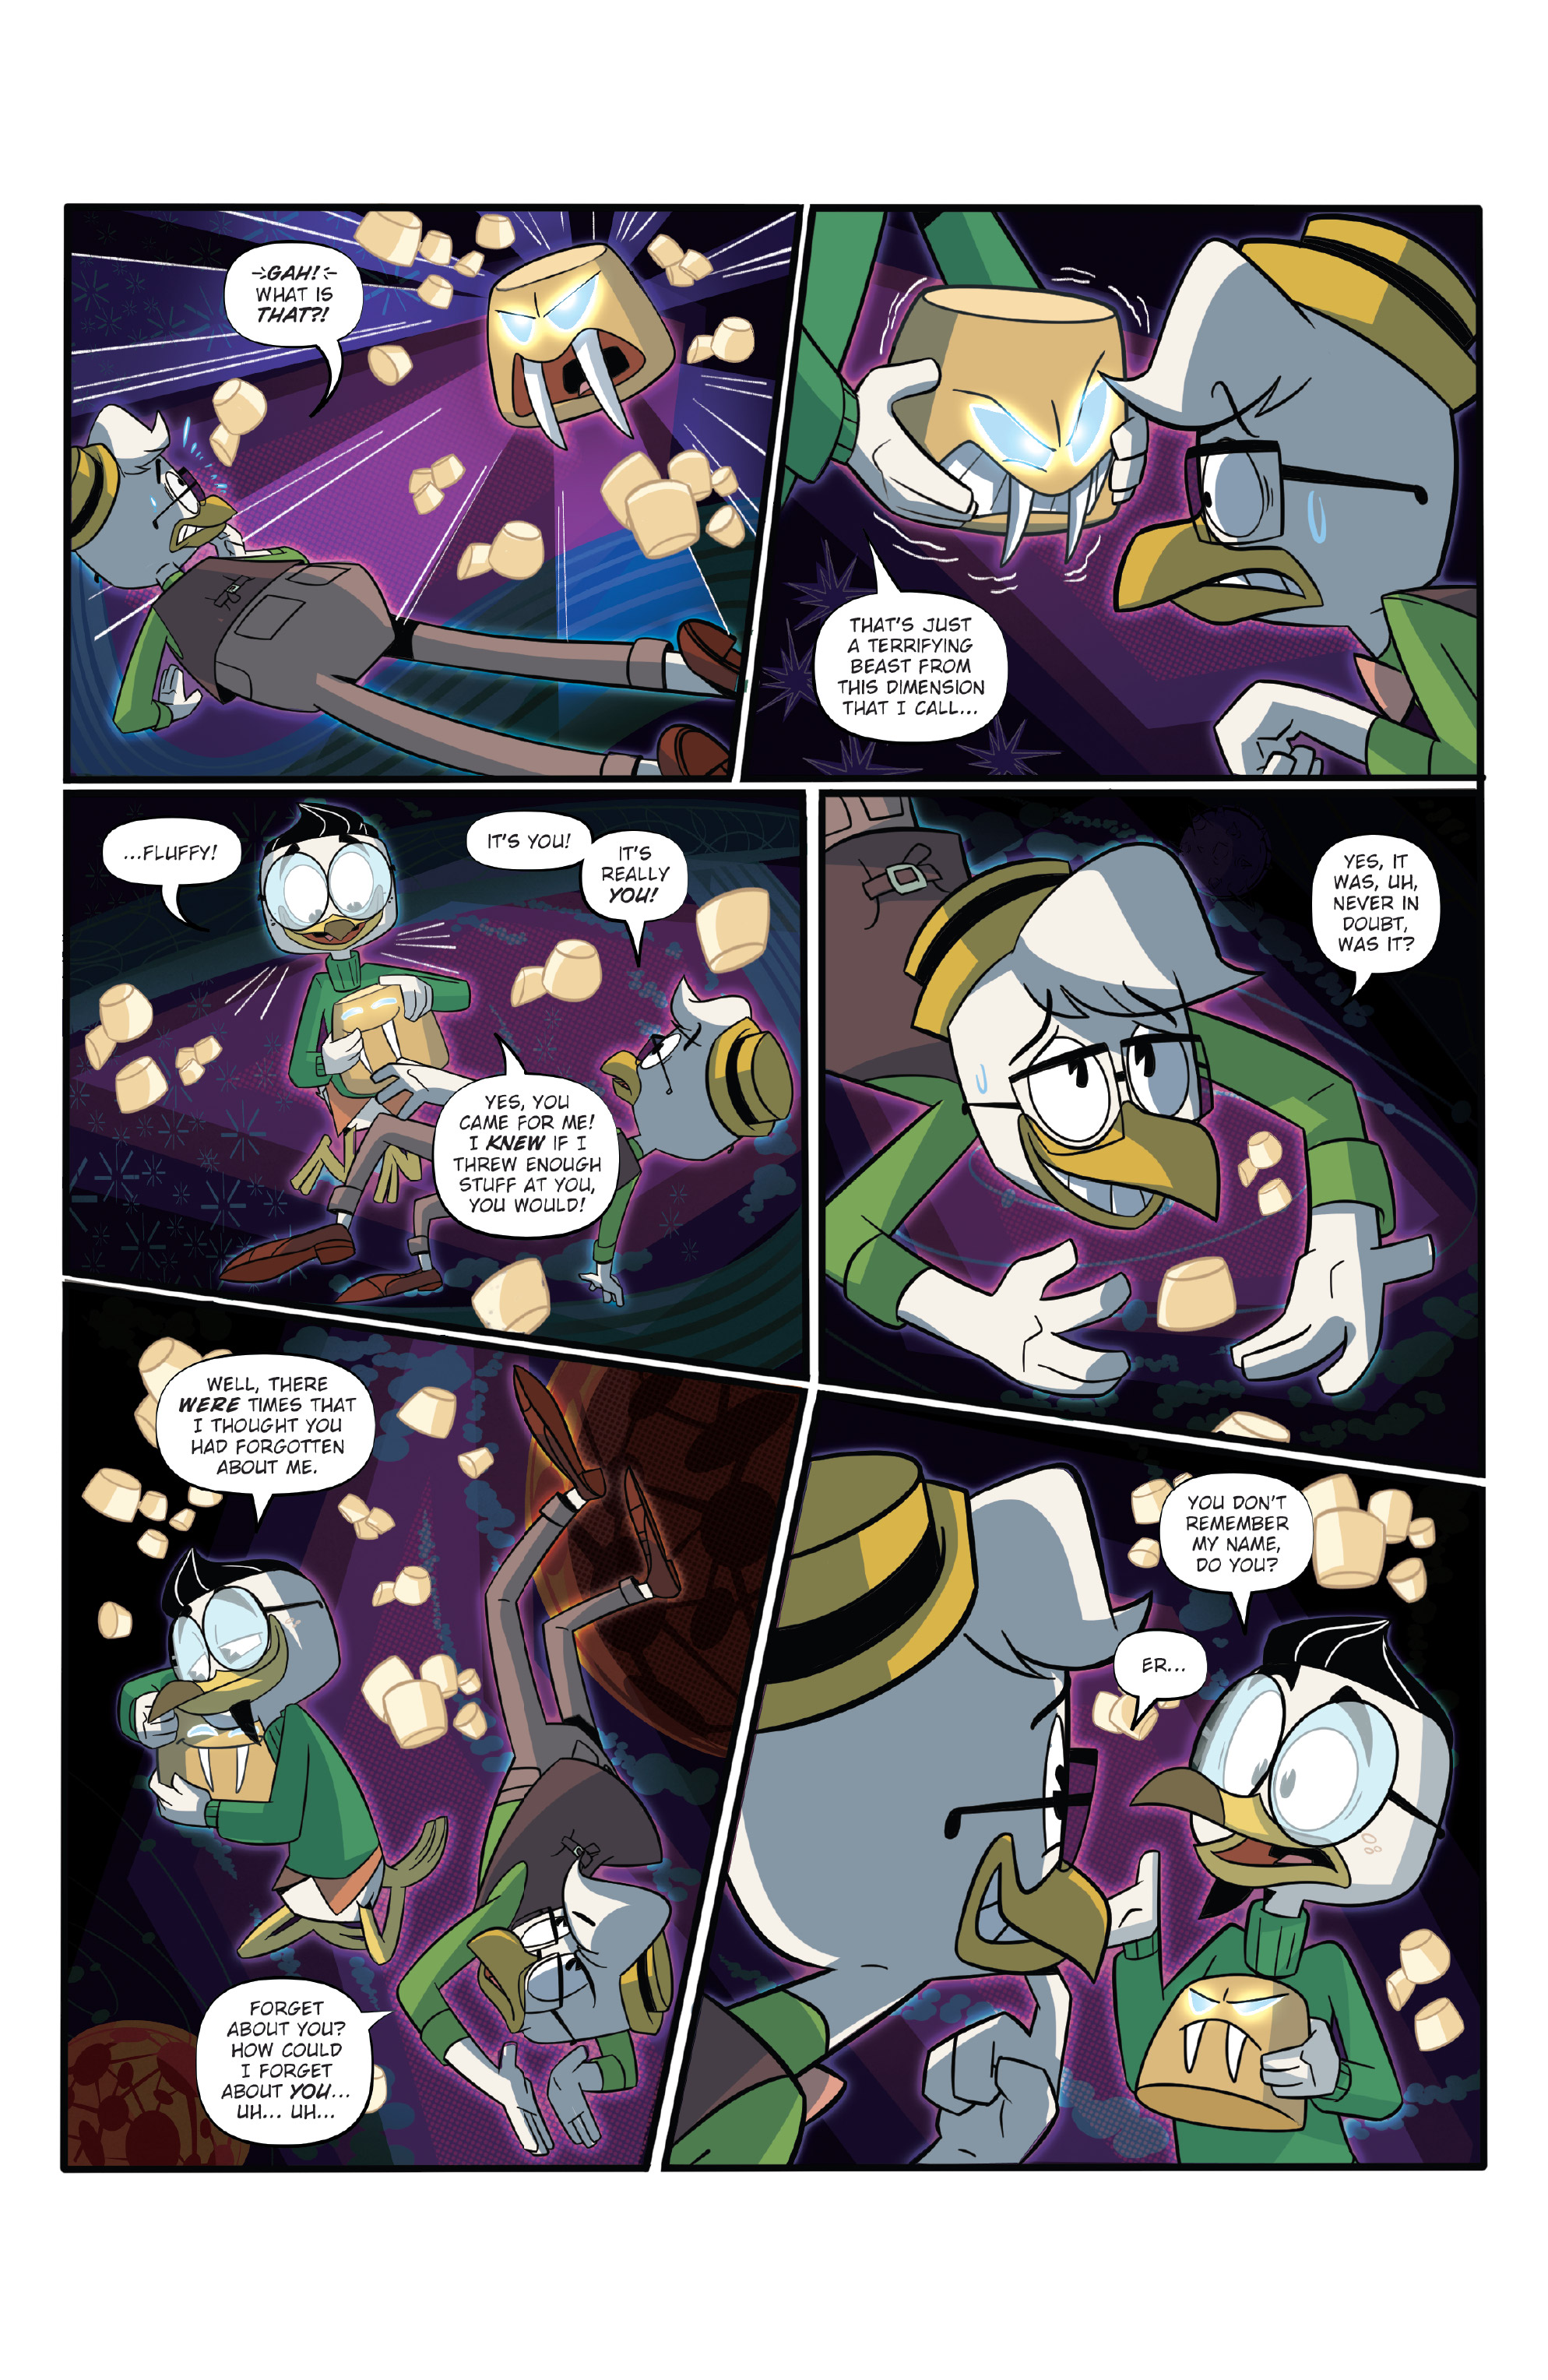 GAH!
WHAT IS
THAT?!
THAT'S JUST
A TERRIFYING
BEAST FROM
THIS DIMENSION
THAT I CALL...
...FLUFFY!
IT'S YOU!
IT'S
REALLY
YOU!
YES, YOU
CAME FOR ME!
I KNEW IF I
THREW ENOUGH
STUFF AT YOU,
YOU WOULD!
YES, IT
WAS, UH,
NEVER IN
DOUBT,
WAS IT?
WELL, THERE
WERE TIMES THAT
I THOUGHT YOU
HAD FORGOTTEN
ABOUT ME.
FORGET
ABOUT YOU?
HOW COULD
I FORGET
ABOUT YOU...
UH... UH...
YOU DON'T
REMEMBER
MY NAME,
DO YOU?
ER...